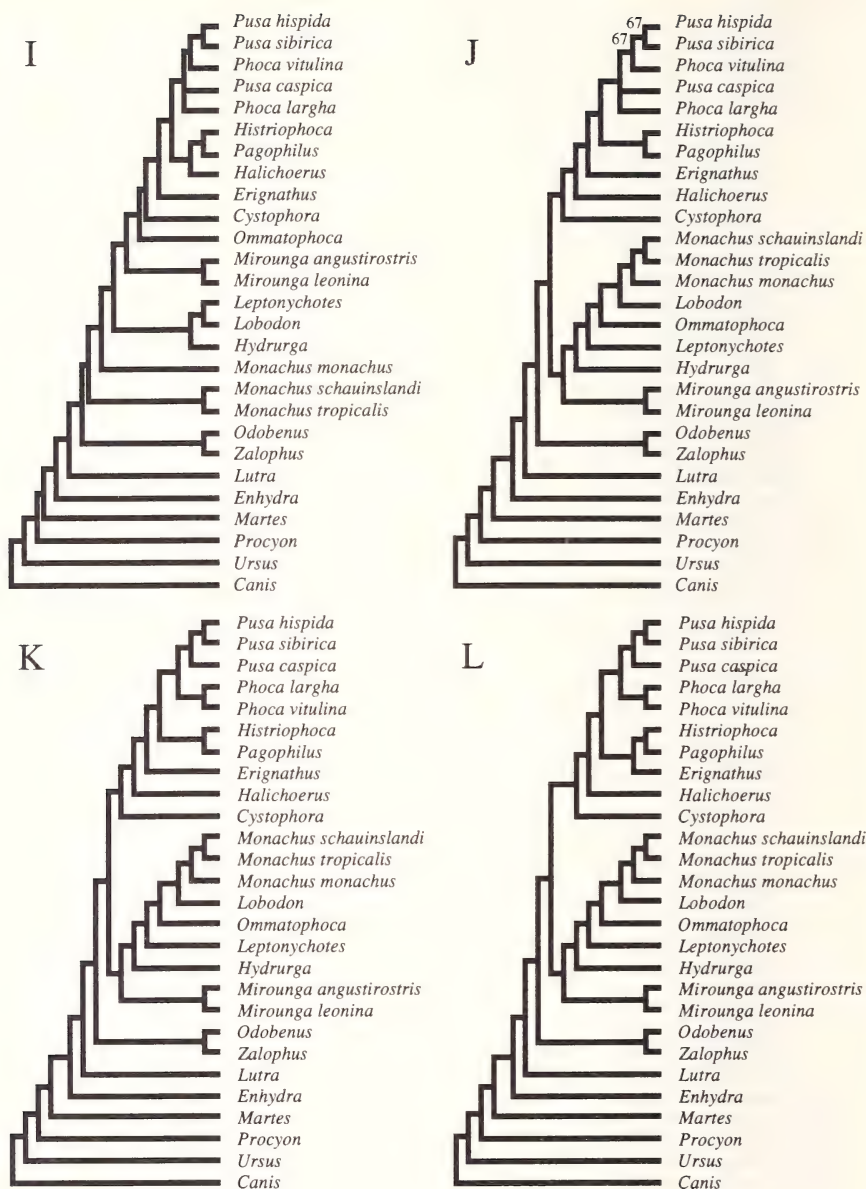 I
Pusa hispida
Pusa sibirica
Phoca vitulina
Pusa caspica
Phoca largha
Histriophoca
Pagophilus
Halichoerus
Erignathus
Cystophora
Ommatophoca
Mirounga angustirostris
Mirounga leonina
Leptonychotes
Lobodon
Hydrurga
Monachus monachus
Monachus schauinslandi
Monachus tropicalis
Odobenus
Zalophus
Lutra
Enhydra
Martes
Procyon
Ursus
Canis
J
67
67
Pusa hispida
Pusa sibirica
Phoca vitulina
Pusa caspica
Phoca largha
Histriophoca
Pagophilus
Erignathus
Halichoerus
Cystophora
Monachus schauinslandi
Monachus tropicalis
Monachus monachus
Lobodon
Ommatophoca
Leptonychotes
Hydrurga
Mirounga angustirostris
Mirounga leonina
Odobenus
Zalophus
Lutra
Enhydra
Martes
Procyon
Ursus
Canis
K
Pusa hispida
Pusa sibirica
Pusa caspica
Phoca largha
Phoca vitulina
Histriophoca
Pagophilus
Erignathus
Halichoerus
Cystophora
Monachus schauinslandi
Monachus tropicalis
Monachus monachus
Lobodon
Ommatophoca
Leptonychotes
Hydrurga
Mirounga angustirostris
Mirounga leonina
Odobenus
Zalophus
Lutra
Enhydra
Martes
Procyon
Ursus
Canis
L
Pusa hispida
Pusa sibirica
Pusa caspica
Phoca largha
Phoca vitulina
Histriophoca
Pagophilus
Erignathus
Halichoerus
Cystophora
Monachus schauinslandi
Monachus tropicalis
Monachus monachus
Lobodon
Ommatophoca
Leptonychotes
Hydrurga
Mirounga angustirostris
Mirounga leonina
Odobenus
Zalophus
Lutra
Enhydra
Martes
Procyon
Ursus
Canis